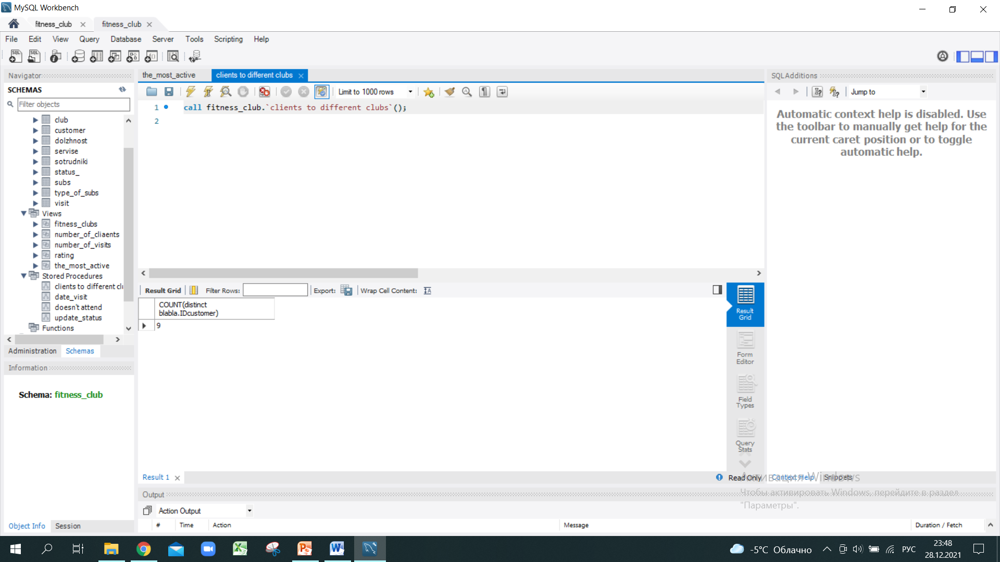 MySQL Workbench
fitness_club
fitness_club
File Edit View Query Database Server Tools Scripting Help
Navigator
SCHEMAS
Filter objects
club
customer
dolzhnost
servise
sotrudniki
status_
subs
type_of_subs
visit
Views
fitness_clubs
number_of_cliaents
number_of_visits
rating
the_most_active
Stored Procedures
clients to different clu
date_visit
doesn't attend
update_status
Functions
Administration Schemas
Information
Schema: fitness_club
Object Info Session
the_most_active clients to different clubs
Limit to 1000 rows
1 call fitness_club.`clients to different clubs`();
2
Result Grid Filter Rows: Export: Wrap Cell Content:
COUNT(distinct
blabla.IDcustomer)
9
Result
Grid
Form
Editor
Field
Types
Query
Stats
Result 1
Read Only
SQLAdditions
Jump to
Automatic context help is disabled. Use
the toolbar to manually get help for the
current caret position or to toggle
automatic help.
Context Help Snippets
Активация Windows
Чтобы активировать Windows, перейдите в раздел
"Параметры".
Output
Action Output
# Time Action Message Duration / Fetch
-5°C Облачно
РУС
23:48
28.12.2021